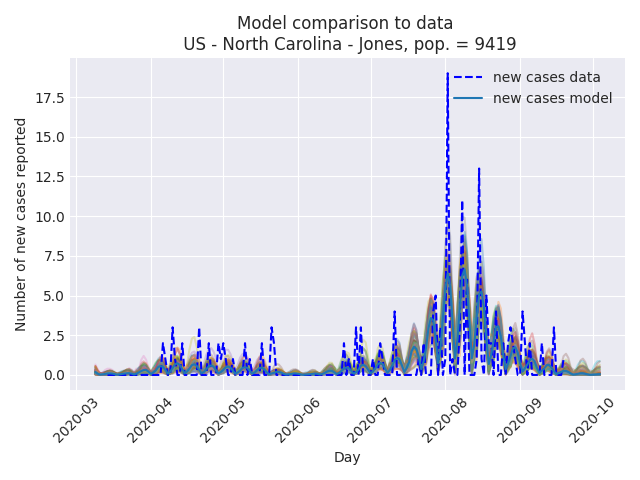 Model comparison to data
US - North Carolina - Jones, pop. = 9419
new cases data
new cases model
Number of new cases reported
17.5
15.0
12.5
10.0
7.5
5.0
2.5
0.0
2020-03
2020-04
2020-05
2020-06
2020-07
2020-08
2020-09
2020-10
Day